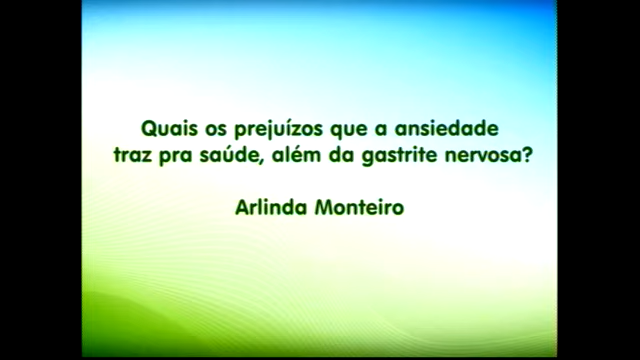 Quais os prejuízos que a ansiedade
traz pra saúde, além da gastrite nervosa?
Arlinda Monteiro